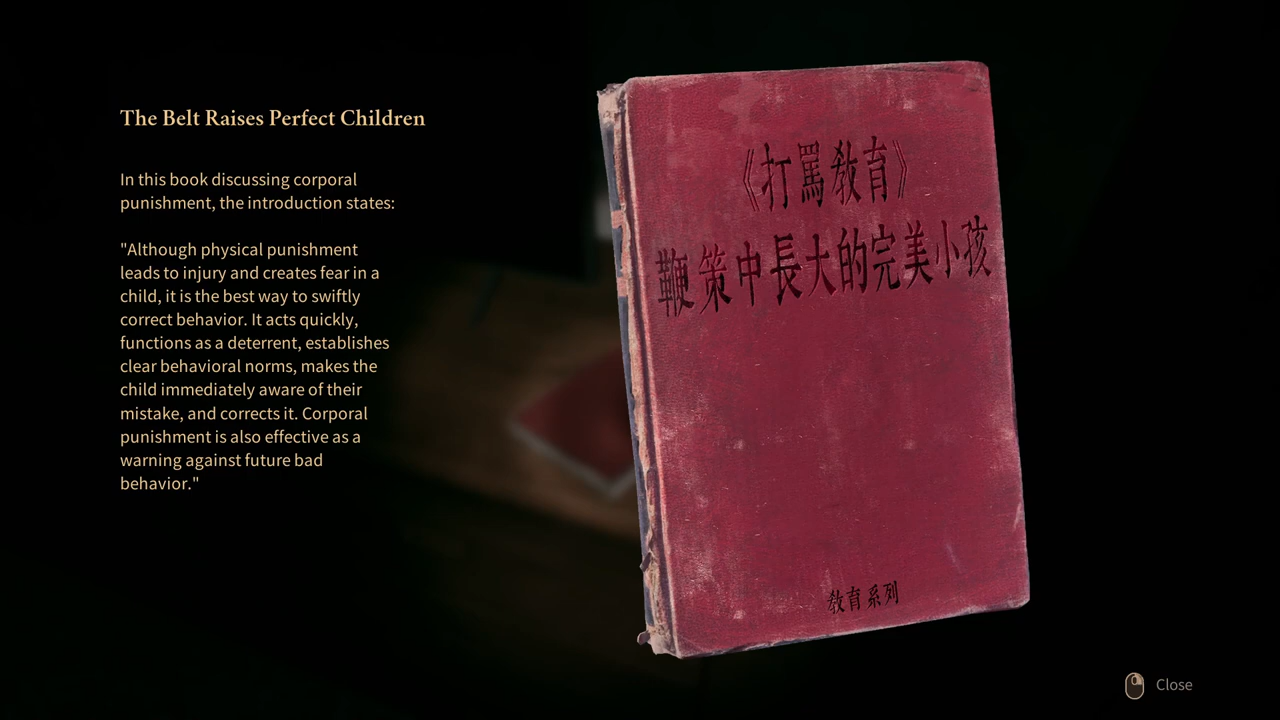 The Belt Raises Perfect Children
In this book discussing corporal
punishment, the introduction states:
"Although physical punishment
leads to injury and creates fear in a
child, it is the best way to swiftly
correct behavior. It acts quickly,
functions as a deterrent, establishes
clear behavioral norms, makes the
child immediately aware of their
mistake, and corrects it. Corporal
punishment is also effective as a
warning against future bad
behavior."
《打罵教育》
鞭策中長大的完美小孩
教育系列
Close